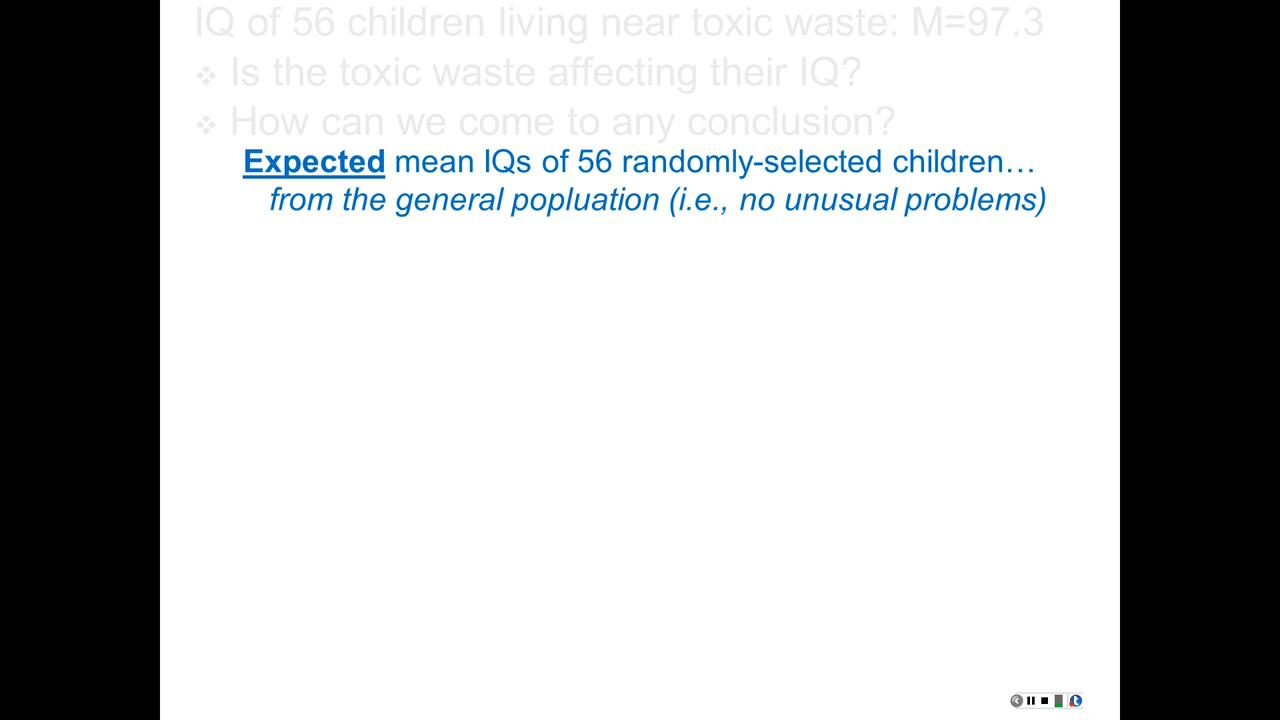 IQ of 56 children living near toxic waste: M=97.3
❖ Is the toxic waste affecting their IQ?
❖ How can we come to any conclusion?
Expected mean IQs of 56 randomly-selected children…
from the general popluation (i.e., no unusual problems)